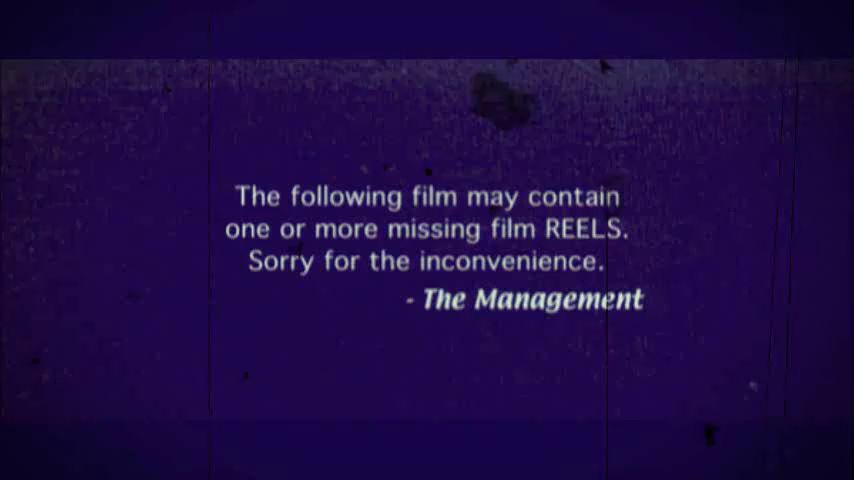 The following film may contain
one or more missing film REELS.
Sorry for the inconvenience.
- The Management